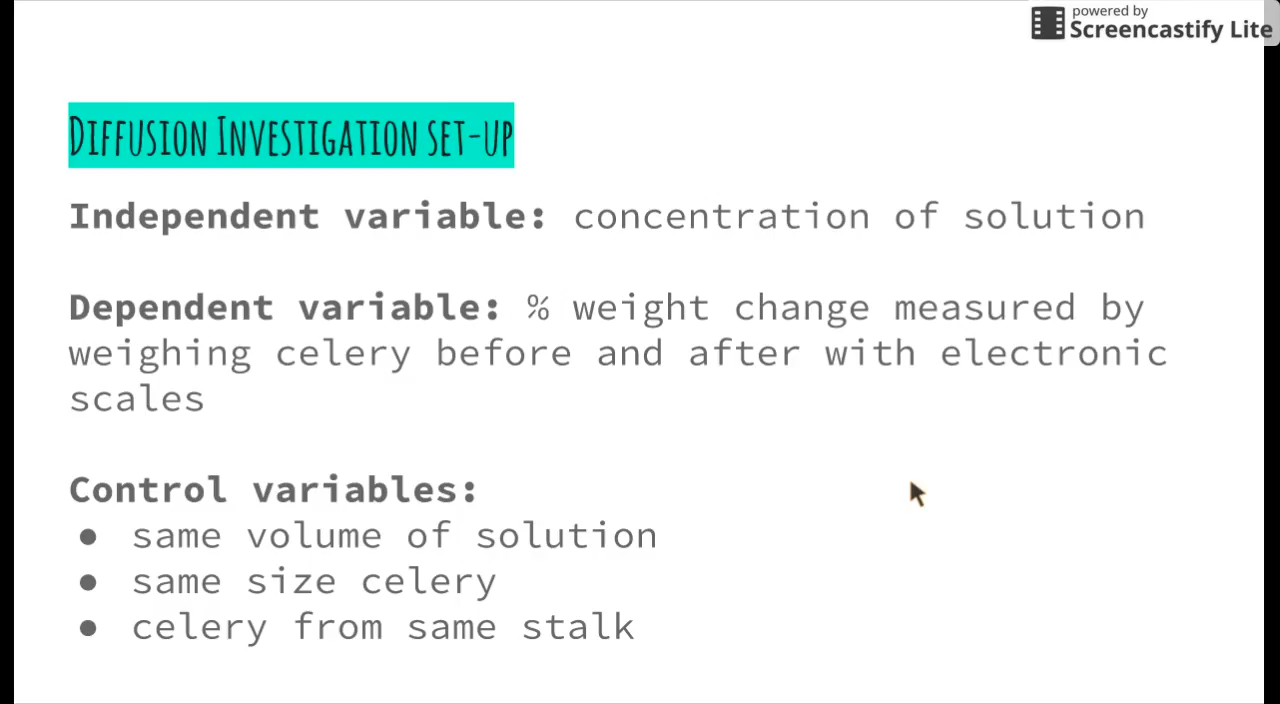 powered by
Screencastify Lite
Diffusion Investigation set-up
Independent variable: concentration of solution
Dependent variable: % weight change measured by
weighing celery before and after with electronic
scales
Control variables:
● same volume of solution
● same size celery
● celery from same stalk